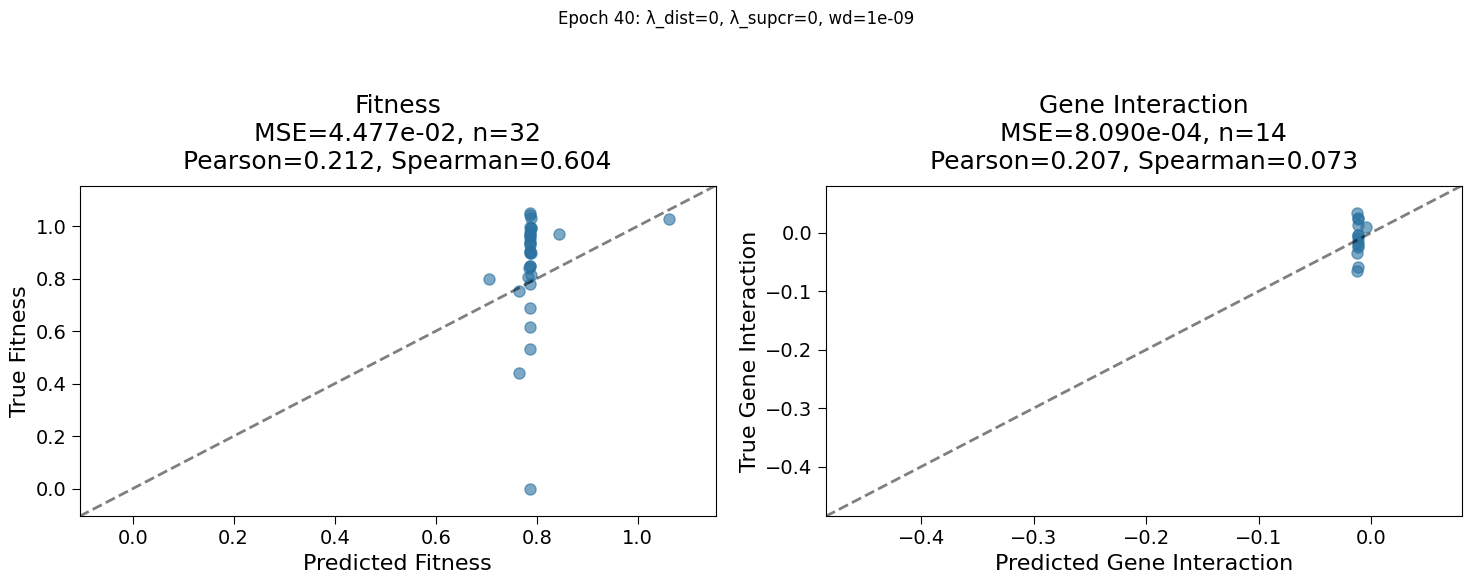 Epoch 40: λ_dist=0, λ_supcr=0, wd=1e-09
Fitness
MSE=4.477e-02, n=32
Pearson=0.212, Spearman=0.604
True Fitness
1.0
0.8
0.6
0.4
0.2
0.0
0.0 0.2 0.4 0.6 0.8 1.0
Predicted Fitness
Gene Interaction
MSE=8.090e-04, n=14
Pearson=0.207, Spearman=0.073
True Gene Interaction
0.0
−0.1
−0.2
−0.3
−0.4
−0.4 −0.3 −0.2 −0.1 0.0
Predicted Gene Interaction